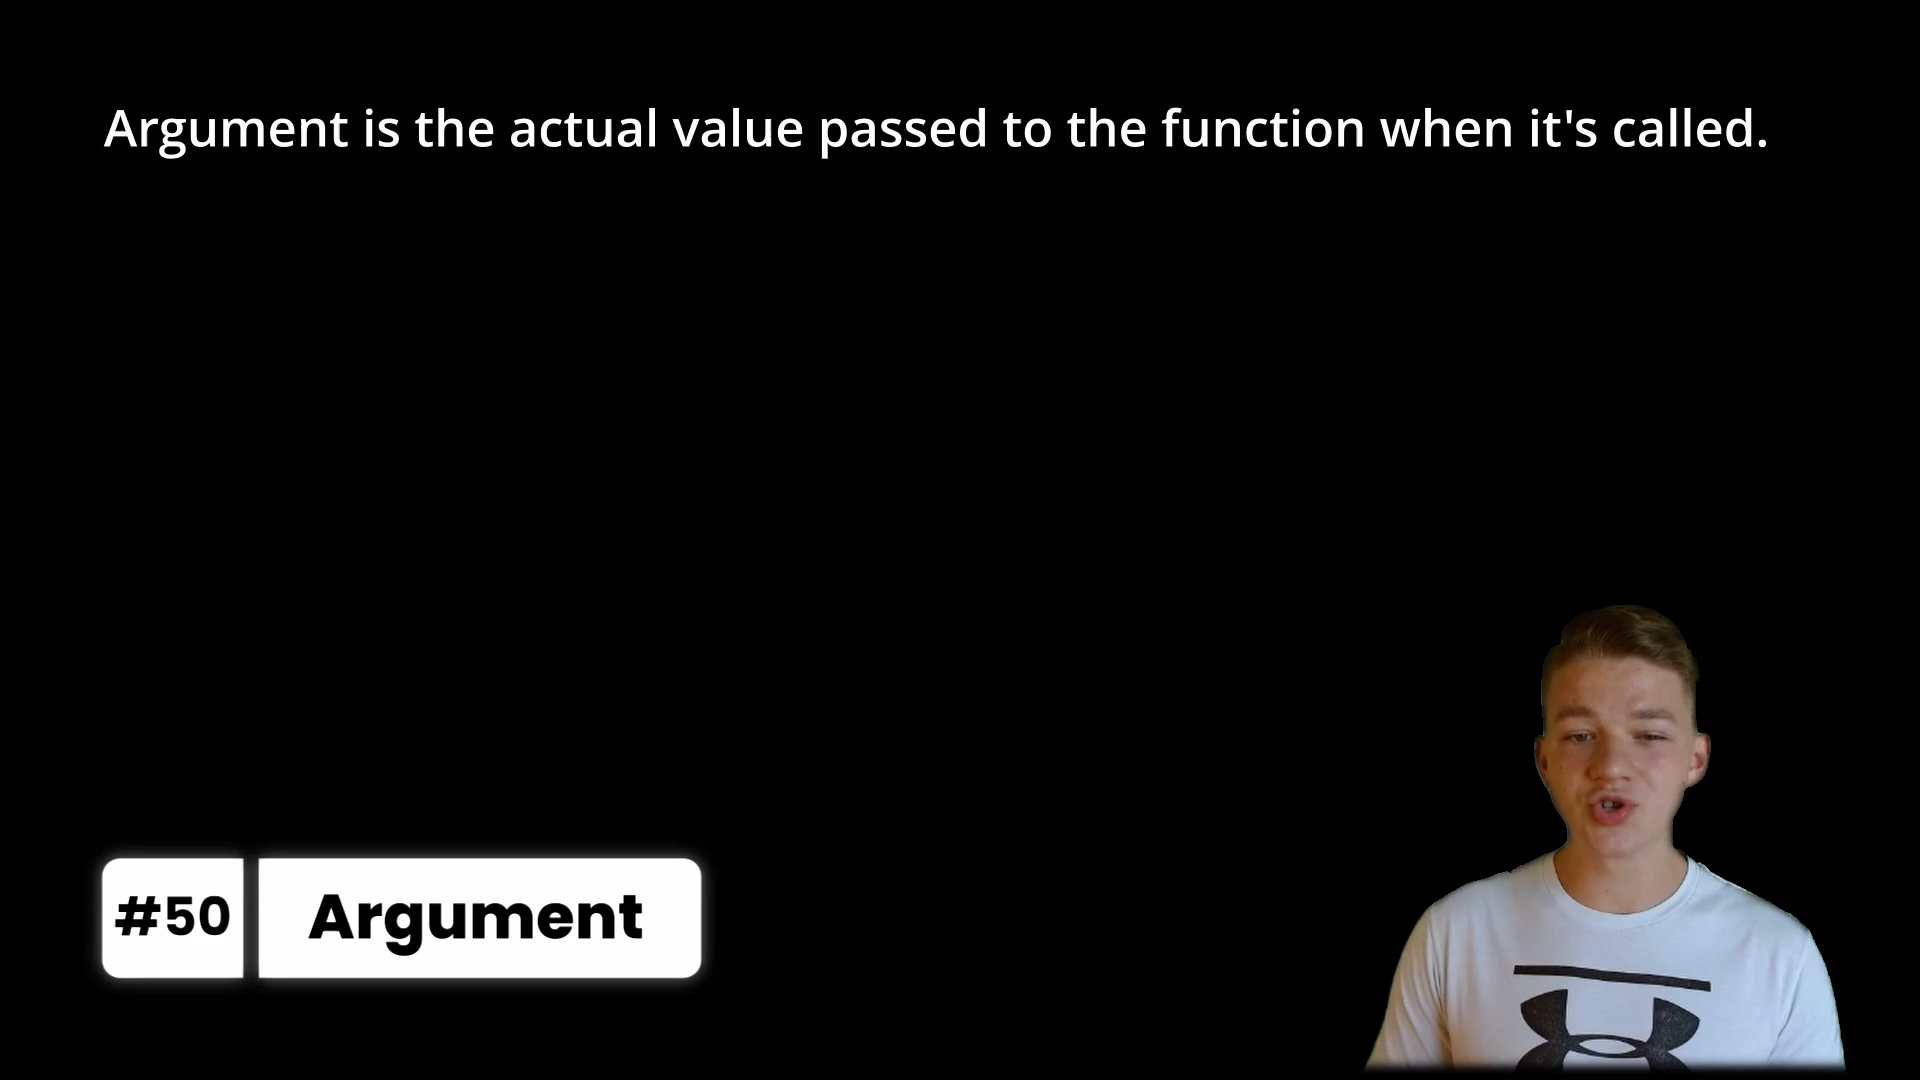 Argument is the actual value passed to the function when it's called.
#50 Argument